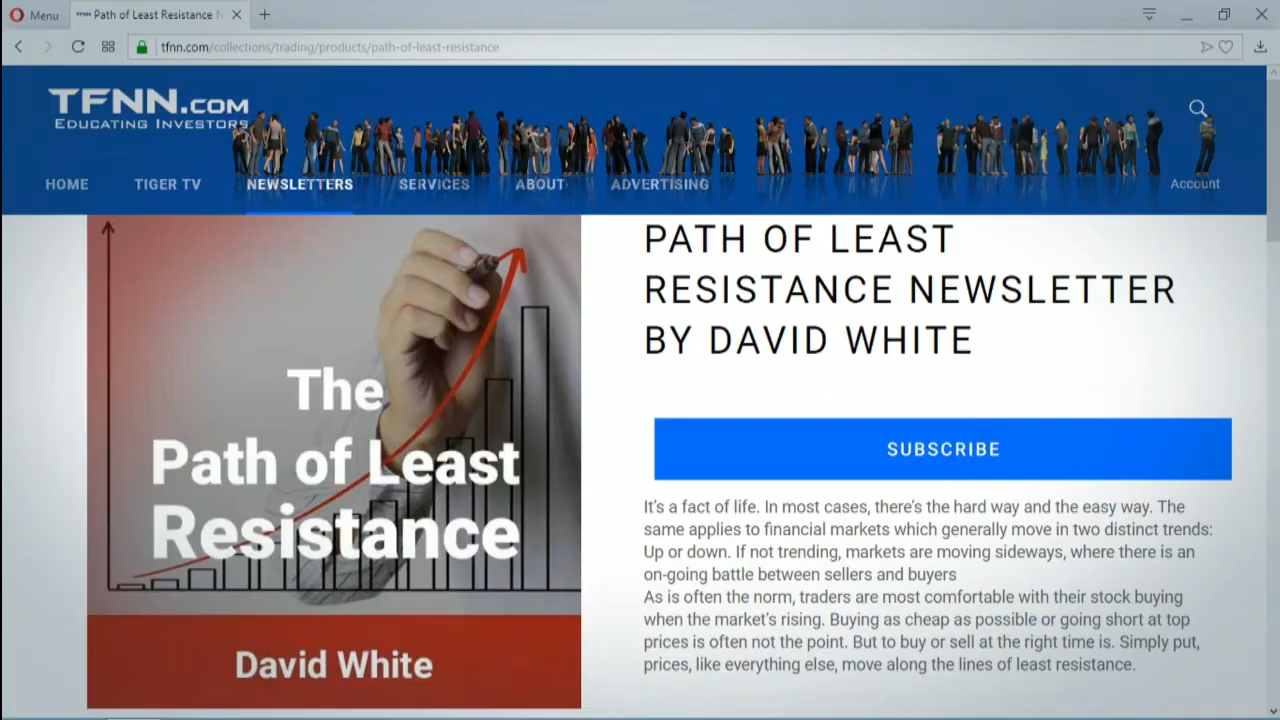 Menu
Path of Least Resistance
tfnn.com/collections/trading/products/path-of-least-resistance
TFNN.COM
EDUCATING INVESTORS
HOME
TIGER TV
NEWSLETTERS
SERVICES
ABOUT
ADVERTISING
Account
The
Path of Least
Resistance
David White
PATH OF LEAST
RESISTANCE NEWSLETTER
BY DAVID WHITE
SUBSCRIBE
It's a fact of life. In most cases, there's the hard way and the easy way. The
same applies to financial markets which generally move in two distinct trends:
Up or down. If not trending, markets are moving sideways, where there is an
on-going battle between sellers and buyers
As is often the norm, traders are most comfortable with their stock buying
when the market's rising. Buying as cheap as possible or going short at top
prices is often not the point. But to buy or sell at the right time is. Simply put,
prices, like everything else, move along the lines of least resistance.